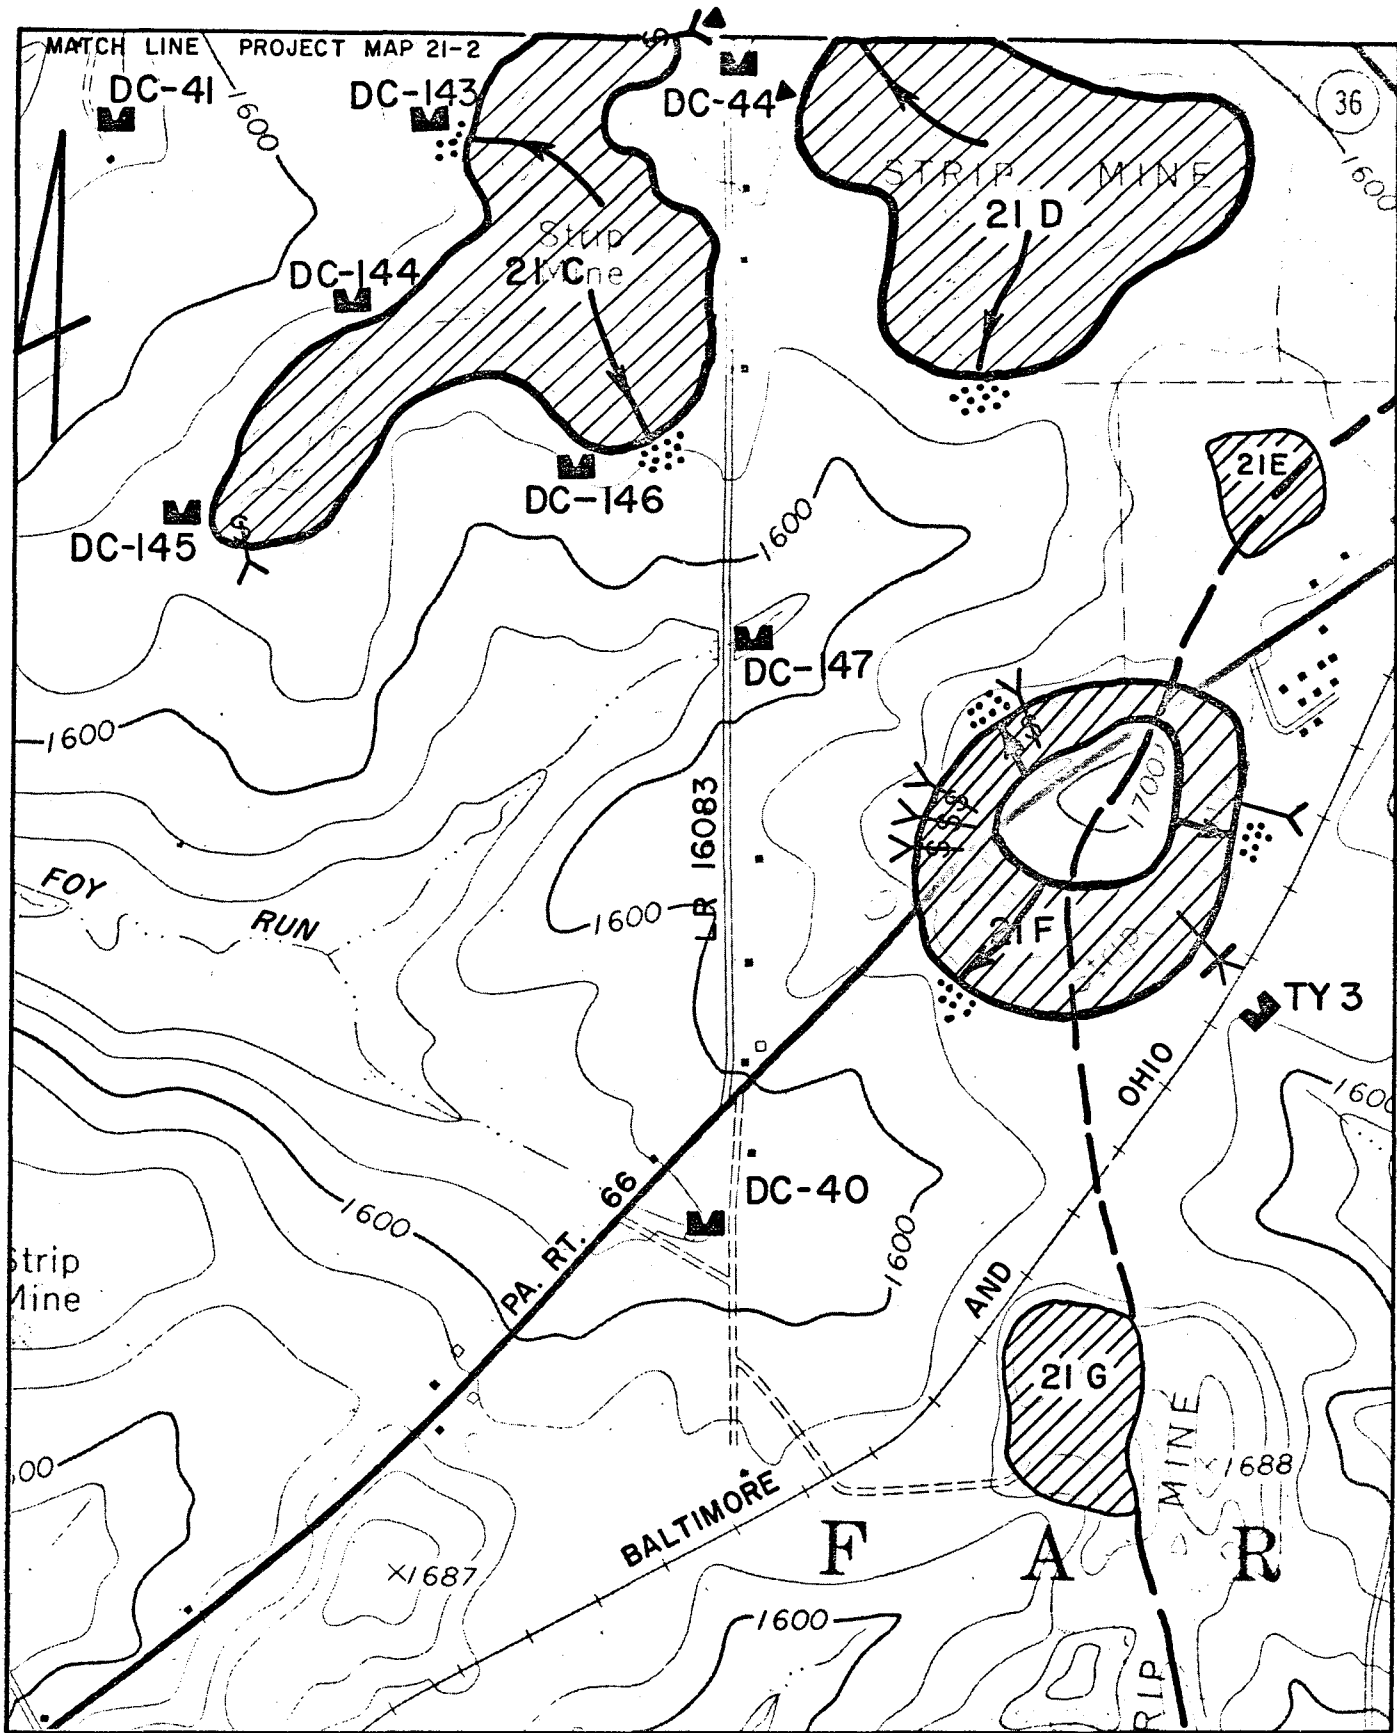 MATCH LINE PROJECT MAP 21-2
DC-41
DC-143
DC-44
36
1600
1600
STRIP MINE
21 D
Strip
Mine
21 C
DC-144
21E
DC-146
DC-145
1600
DC-147
1600
1700
LR 16083
FOY RUN
1600
21F
TY 3
OHIO
1600
DC-40
PA. RT. 66
1600
1600
Strip
Mine
AND
21 G
MINE
1688
BALTIMORE
F A R
1687
1600
RIP